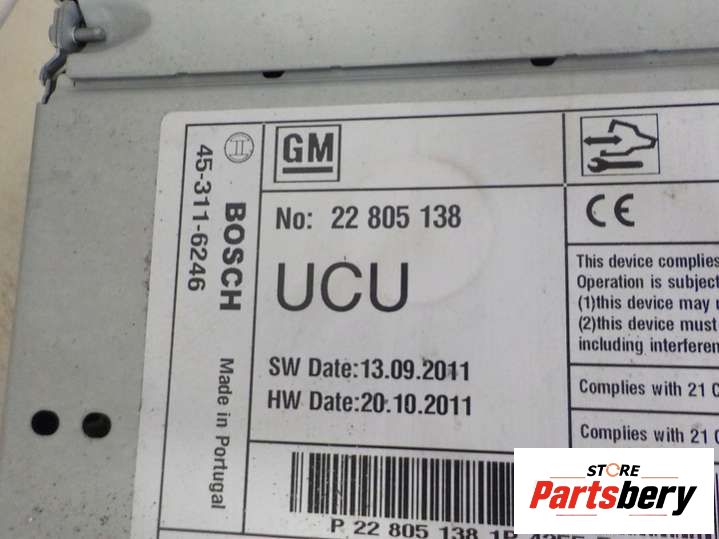 45-311-6246
BOSCH
Made in Portugal
GM
No: 22 805 138
UCU
SW Date:13.09.2011
HW Date:20.10.2011
P 22 805 138 1P
CE
This device complies
Operation is subject
(1)this device may
(2)this device must
including interferen
Complies with 21
Complies with 21
STORE
Partsbery